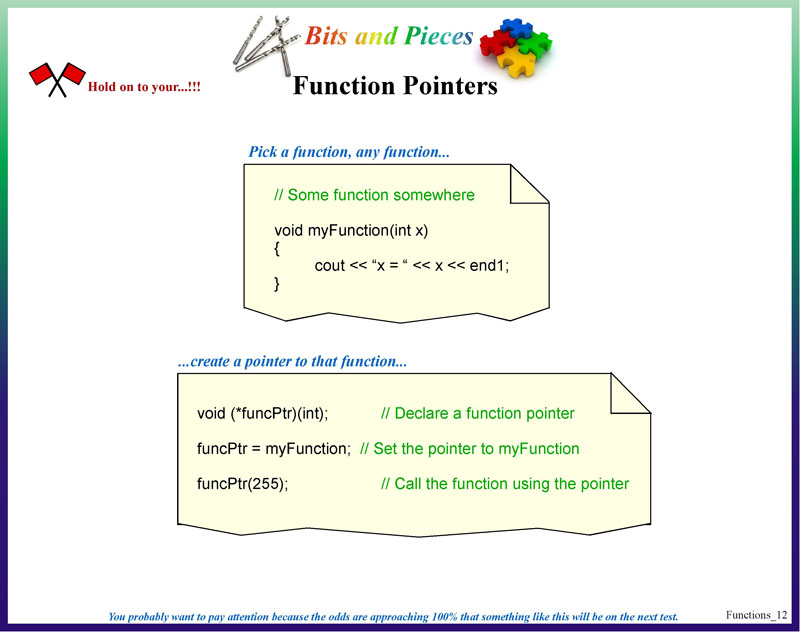 Bits and Pieces
Hold on to your...!!!
Function Pointers
Pick a function, any function...
// Some function somewhere
void myFunction(int x)
{
cout << “x = “ << x << end1;
}
...create a pointer to that function...
void (*funcPtr)(int); // Declare a function pointer
funcPtr = myFunction; // Set the pointer to myFunction
funcPtr(255); // Call the function using the pointer
You probably want to pay attention because the odds are approaching 100% that something like this will be on the next test.
Functions_12